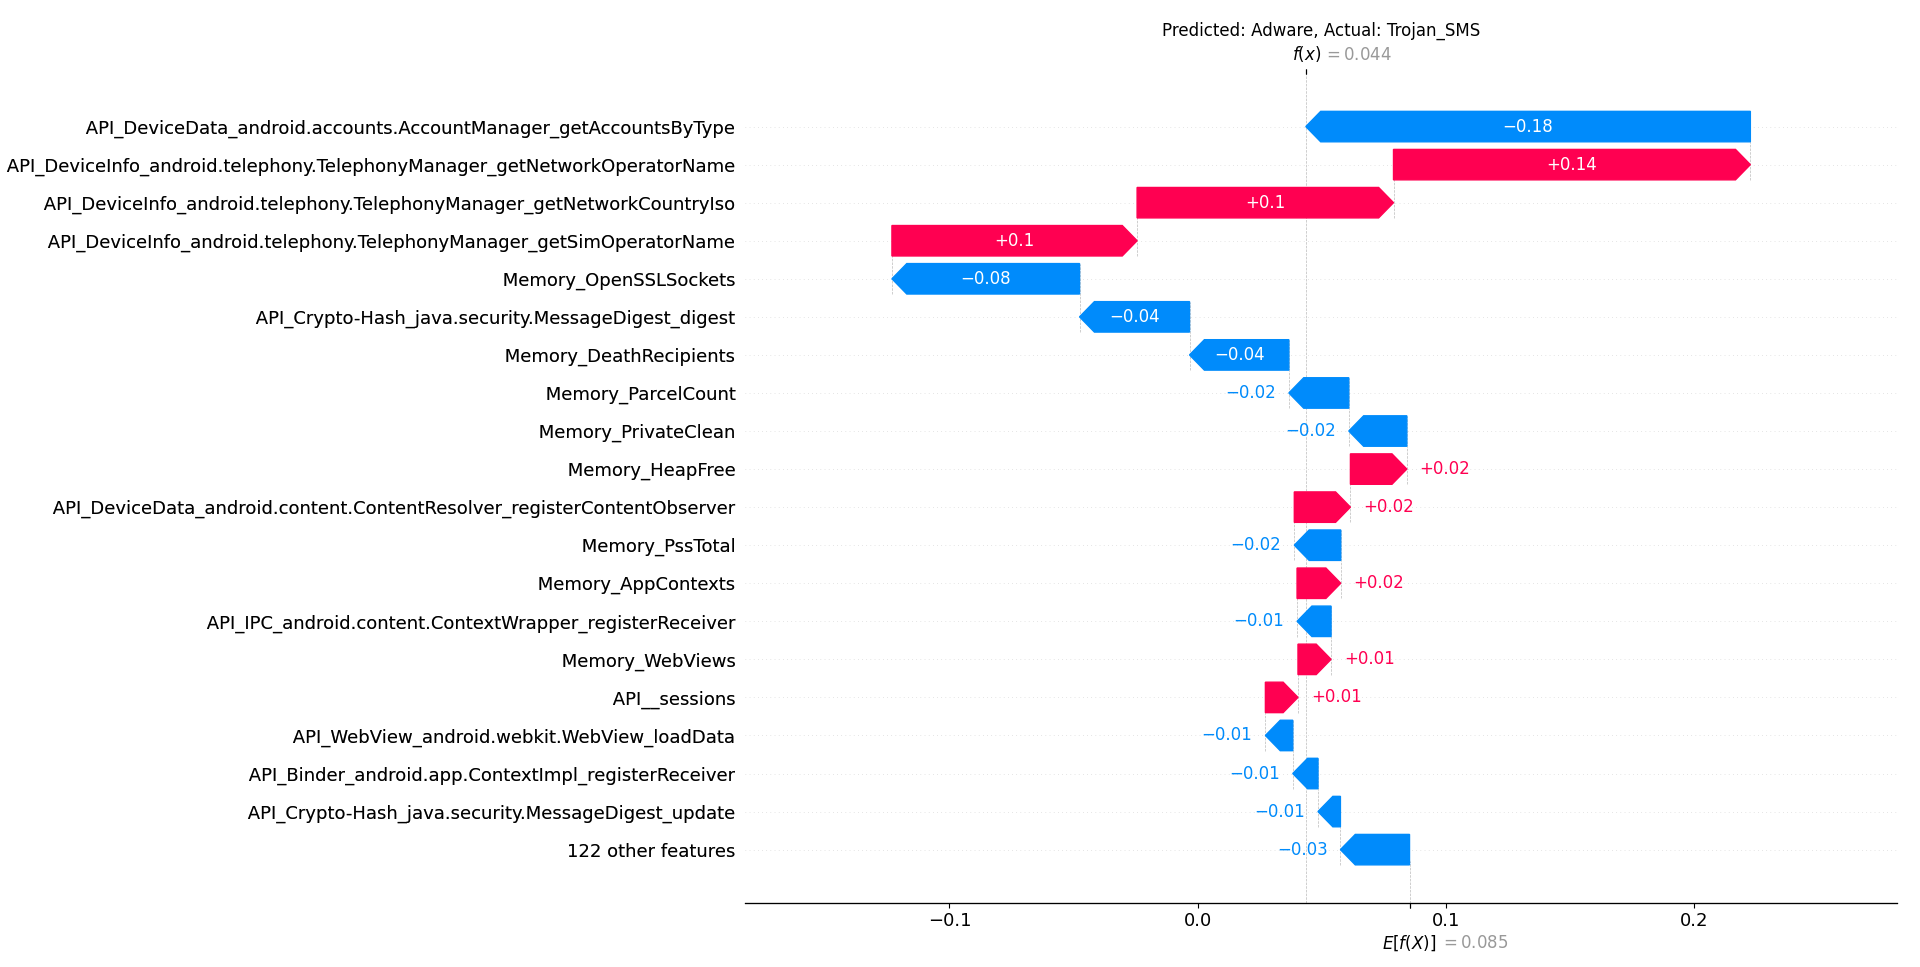 Predicted: Adware, Actual: Trojan_SMS
f(x) = 0.044
API_DeviceData_android.accounts.AccountManager_getAccountsByType −0.18
API_DeviceInfo_android.telephony.TelephonyManager_getNetworkOperatorName +0.14
API_DeviceInfo_android.telephony.TelephonyManager_getNetworkCountryIso +0.1
API_DeviceInfo_android.telephony.TelephonyManager_getSimOperatorName +0.1
Memory_OpenSSLSockets −0.08
API_Crypto-Hash_java.security.MessageDigest_digest −0.04
Memory_DeathRecipients −0.04
Memory_ParcelCount −0.02
Memory_PrivateClean −0.02
Memory_HeapFree +0.02
API_DeviceData_android.content.ContentResolver_registerContentObserver +0.02
Memory_PssTotal −0.02
Memory_AppContexts +0.02
API_IPC_android.content.ContextWrapper_registerReceiver −0.01
Memory_WebViews +0.01
API__sessions +0.01
API_WebView_android.webkit.WebView_loadData −0.01
API_Binder_android.app.ContextImpl_registerReceiver −0.01
API_Crypto-Hash_java.security.MessageDigest_update −0.01
122 other features −0.03
−0.1 0.0 0.1 0.2
E[f(X)] = 0.085